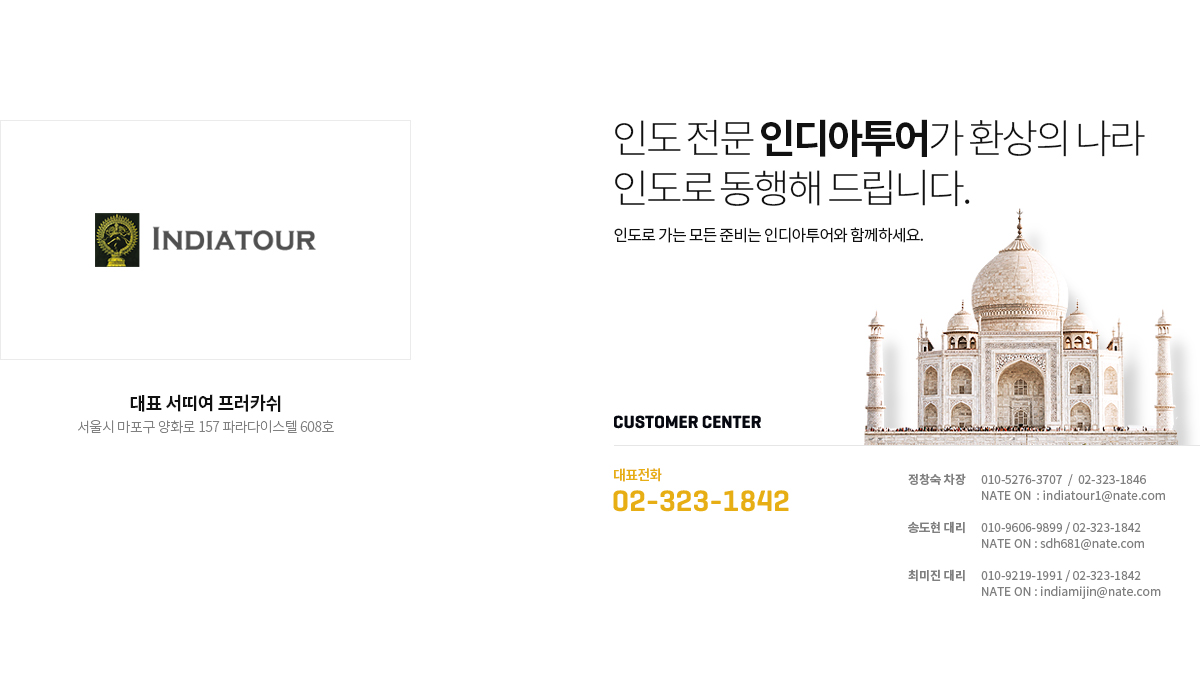 INDIATOUR
대표 서띠여 프러카쉬
서울시 마포구 양화로 157 파라다이스텔 608호
인도 전문 인디아투어가 환상의 나라
인도로 동행해 드립니다.
인도로 가는 모든 준비는 인디아투어와 함께하세요.
CUSTOMER CENTER
대표전화
02-323-1842
정창숙 차장 010-5276-3707 / 02-323-1846
NATE ON : indiatour1@nate.com
송도현 대리 010-9606-9899 / 02-323-1842
NATE ON : sdh681@nate.com
최미진 대리 010-9219-1991 / 02-323-1842
NATE ON : indiamijin@nate.com